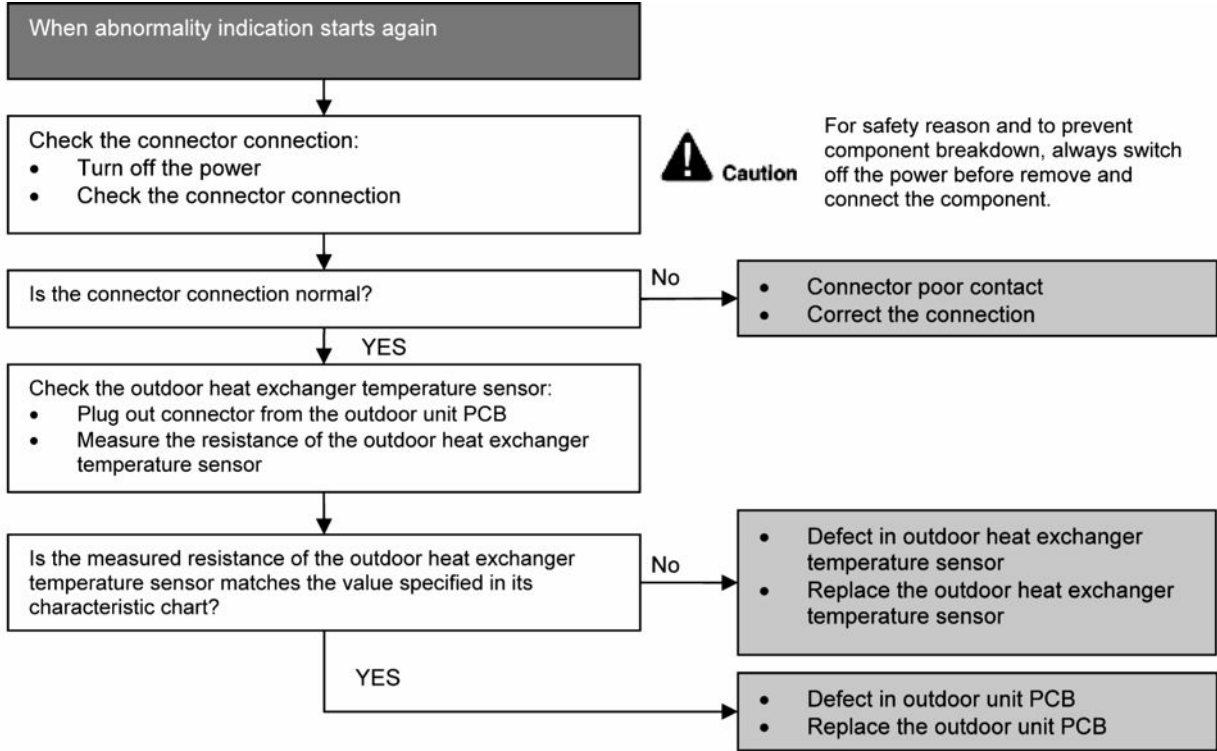 When abnormality indication starts again
Check the connector connection:
• Turn off the power
• Check the connector connection
Caution
For safety reason and to prevent
component breakdown, always switch
off the power before remove and
connect the component.
Is the connector connection normal?
No
• Connector poor contact
• Correct the connection
YES
Check the outdoor heat exchanger temperature sensor:
• Plug out connector from the outdoor unit PCB
• Measure the resistance of the outdoor heat exchanger
temperature sensor
Is the measured resistance of the outdoor heat exchanger
temperature sensor matches the value specified in its
characteristic chart?
No
• Defect in outdoor heat exchanger
temperature sensor
• Replace the outdoor heat exchanger
temperature sensor
YES
• Defect in outdoor unit PCB
• Replace the outdoor unit PCB